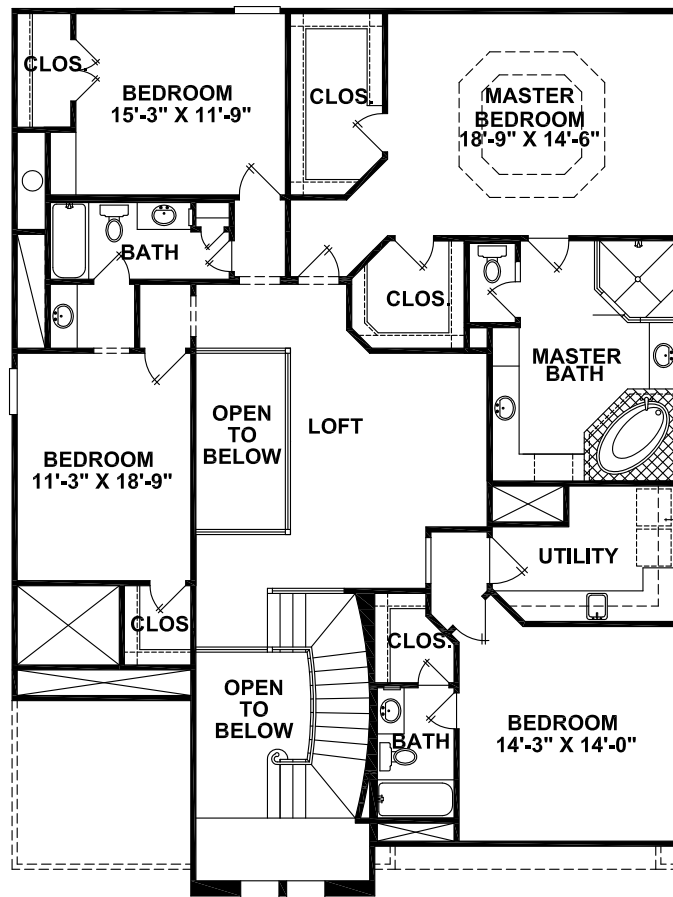 CLOS.
BEDROOM
15'-3" X 11'-9"
CLOS.
MASTER
BEDROOM
18'-9" X 14'-6"
BATH
CLOS.
MASTER
BATH
OPEN
TO
BELOW
LOFT
BEDROOM
11'-3" X 18'-9"
UTILITY
CLOS.
CLOS.
OPEN
TO
BELOW
BATH
BEDROOM
14'-3" X 14'-0"